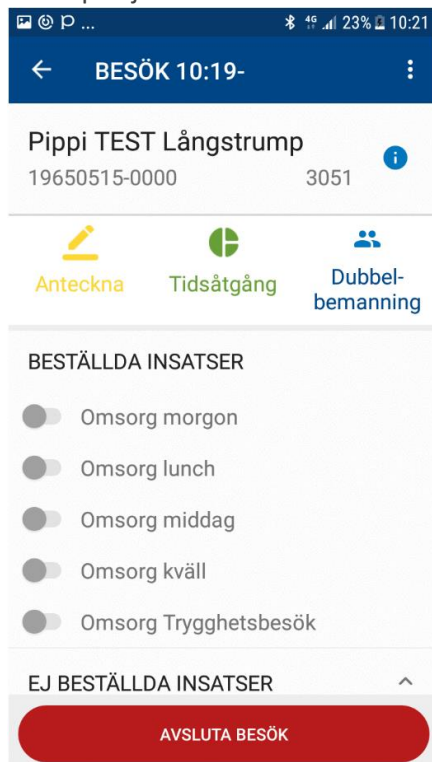 4G 23% 10:21
BESÖK 10:19-
Pippi TEST Långstrump
19650515-0000 3051
Anteckna Tidsåtgång Dubbel-
bemanning
BESTÄLLDA INSATSER
Omsorg morgon
Omsorg lunch
Omsorg middag
Omsorg kväll
Omsorg Trygghetsbesök
EJ BESTÄLLDA INSATSER
AVSLUTA BESÖK